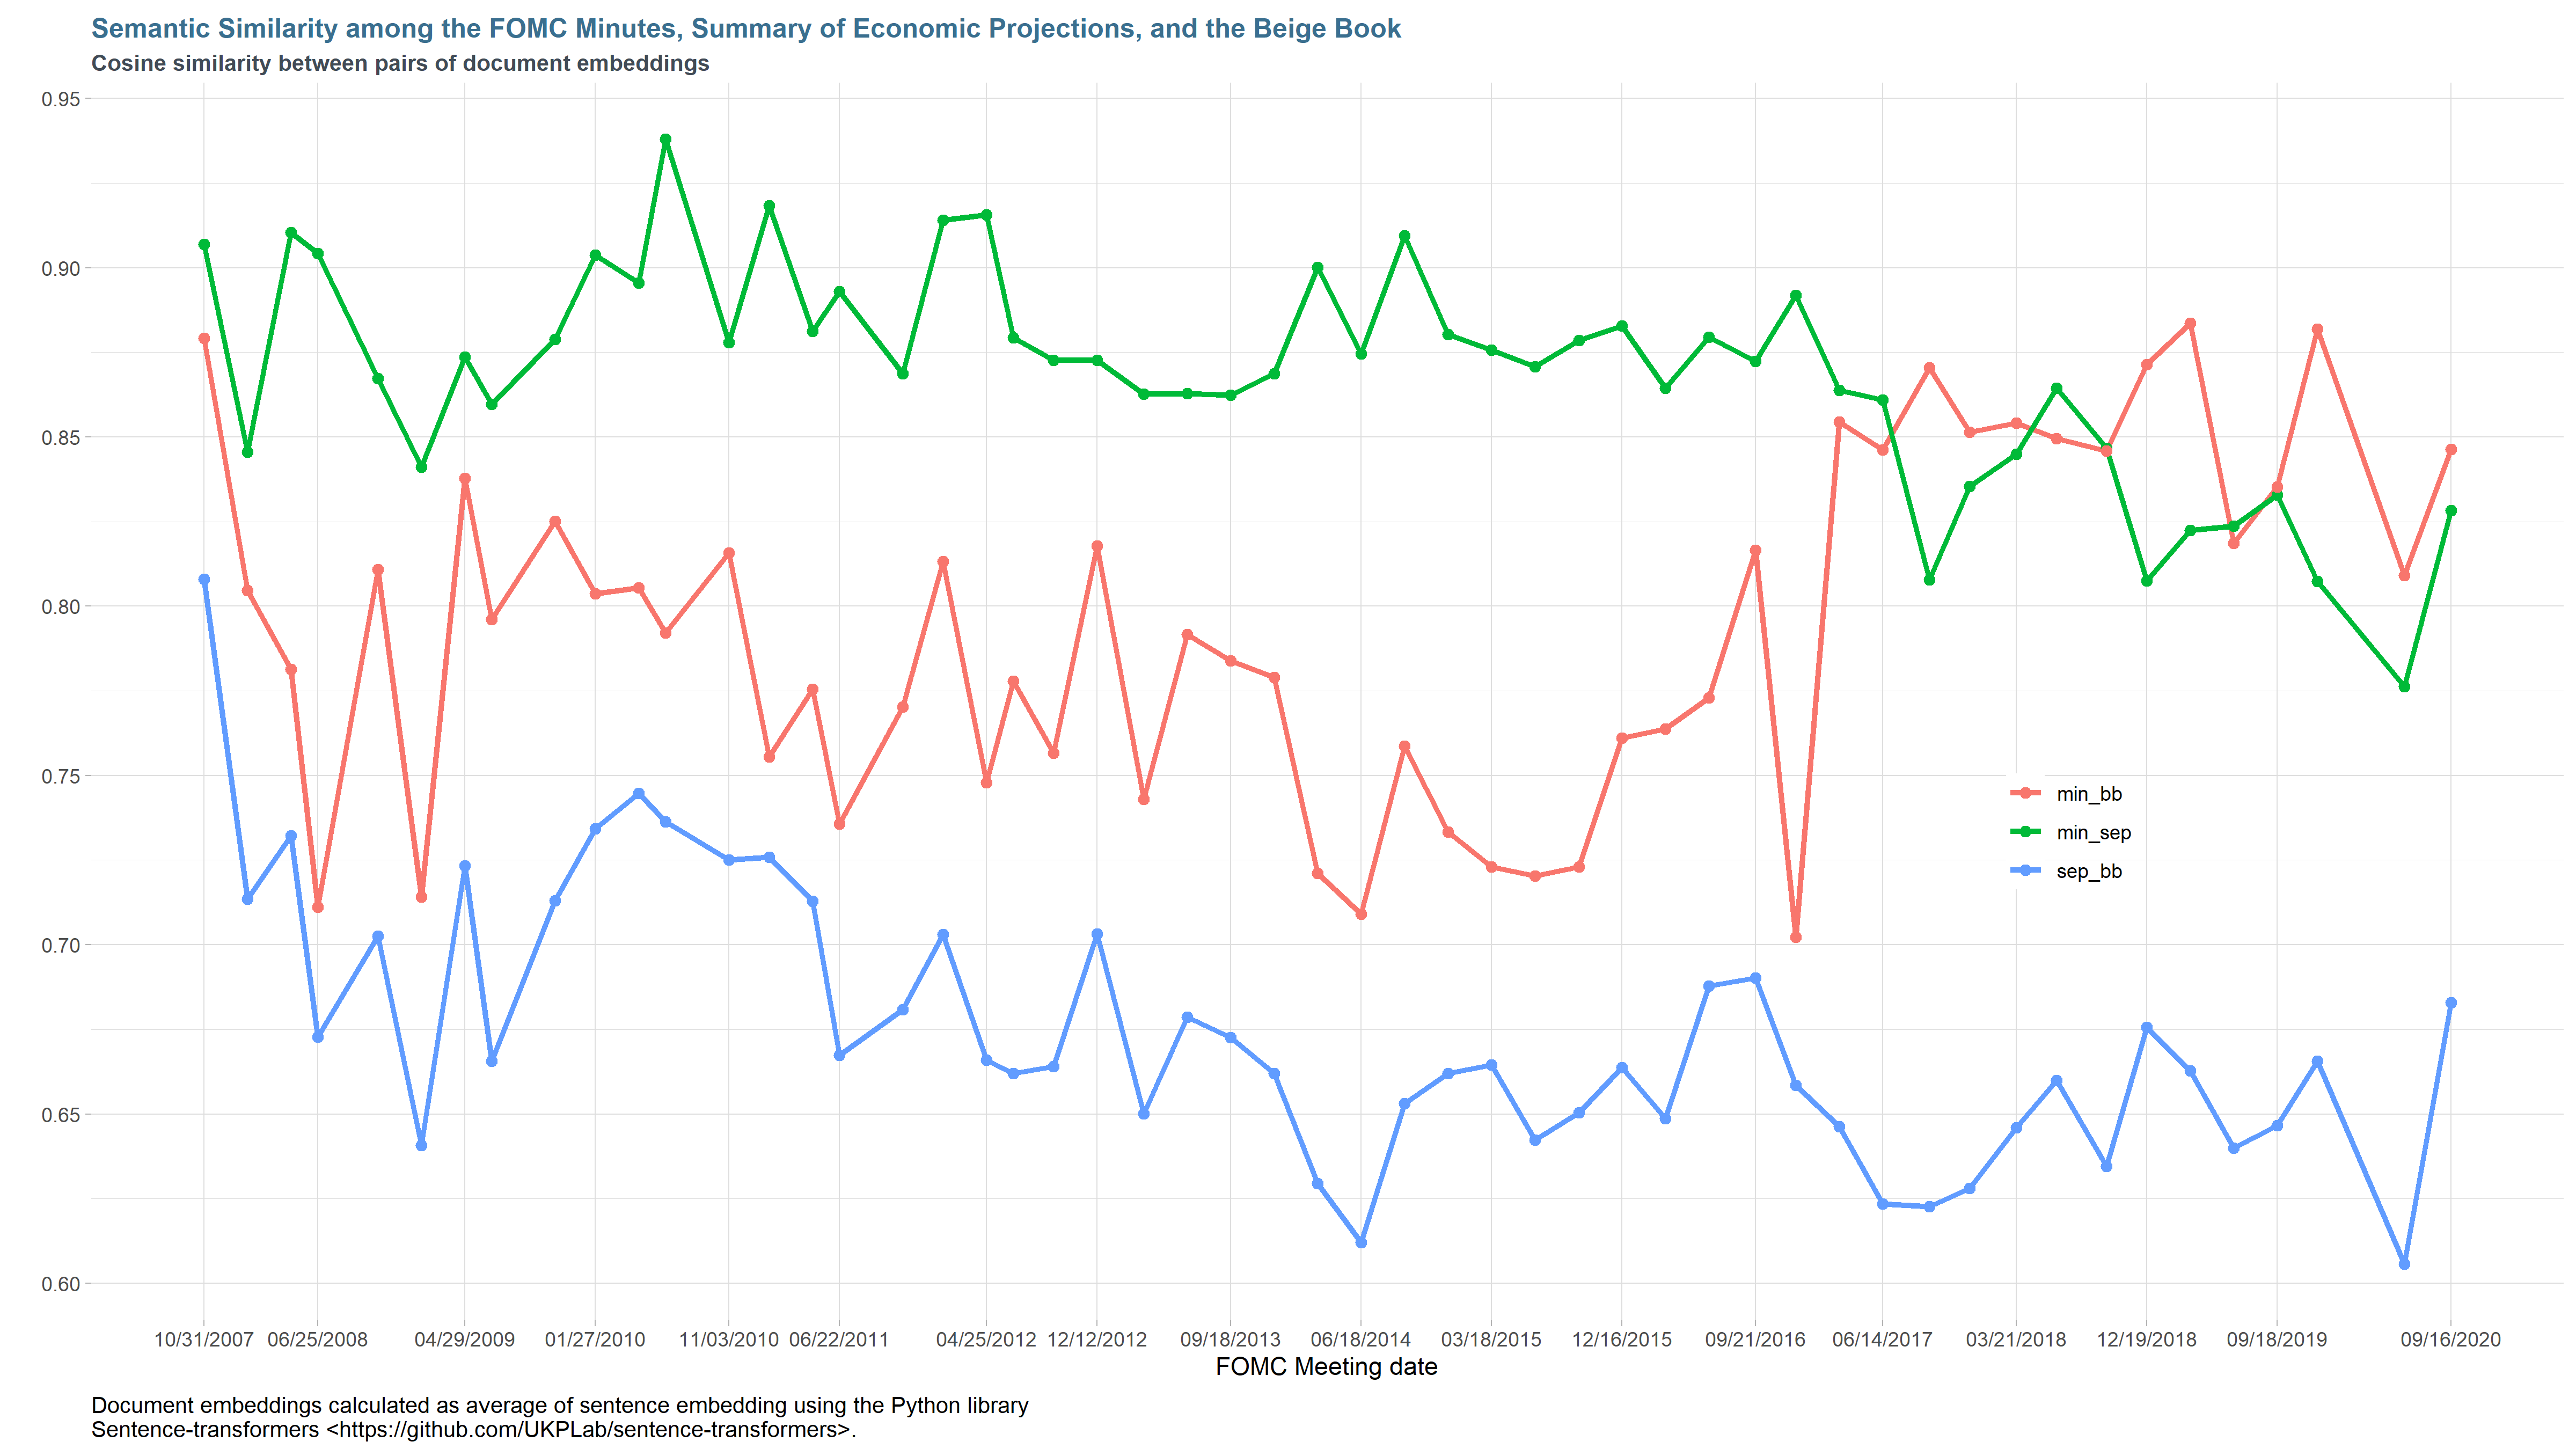 Semantic Similarity among the FOMC Minutes, Summary of Economic Projections, and the Beige Book
Cosine similarity between pairs of document embeddings
0.95
0.90
0.85
0.80
0.75
0.70
0.65
0.60
min_bb
min_sep
sep_bb
10/31/2007 06/25/2008 04/29/2009 01/27/2010 11/03/2010 06/22/2011 04/25/2012 12/12/2012 09/18/2013 06/18/2014 03/18/2015 12/16/2015 09/21/2016 06/14/2017 03/21/2018 12/19/2018 09/18/2019 09/16/2020
FOMC Meeting date
Document embeddings calculated as average of sentence embedding using the Python library
Sentence-transformers <https://github.com/UKPLab/sentence-transformers>.